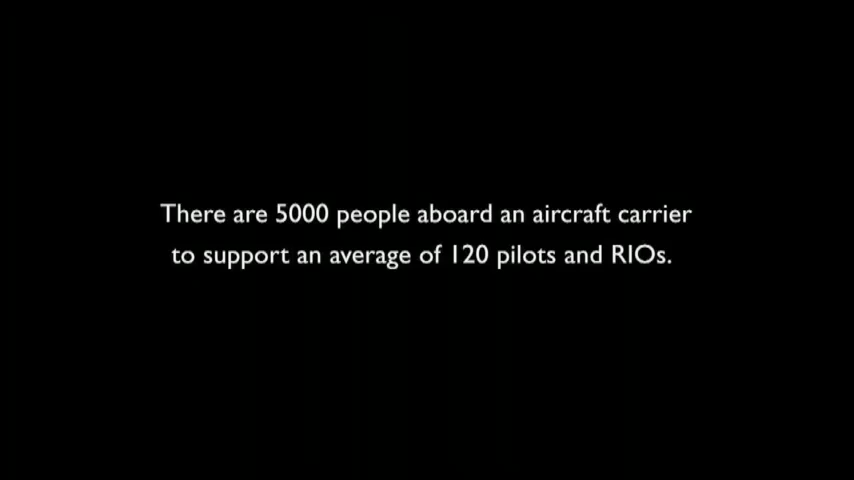 There are 5000 people aboard an aircraft carrier
to support an average of 120 pilots and RIOs.